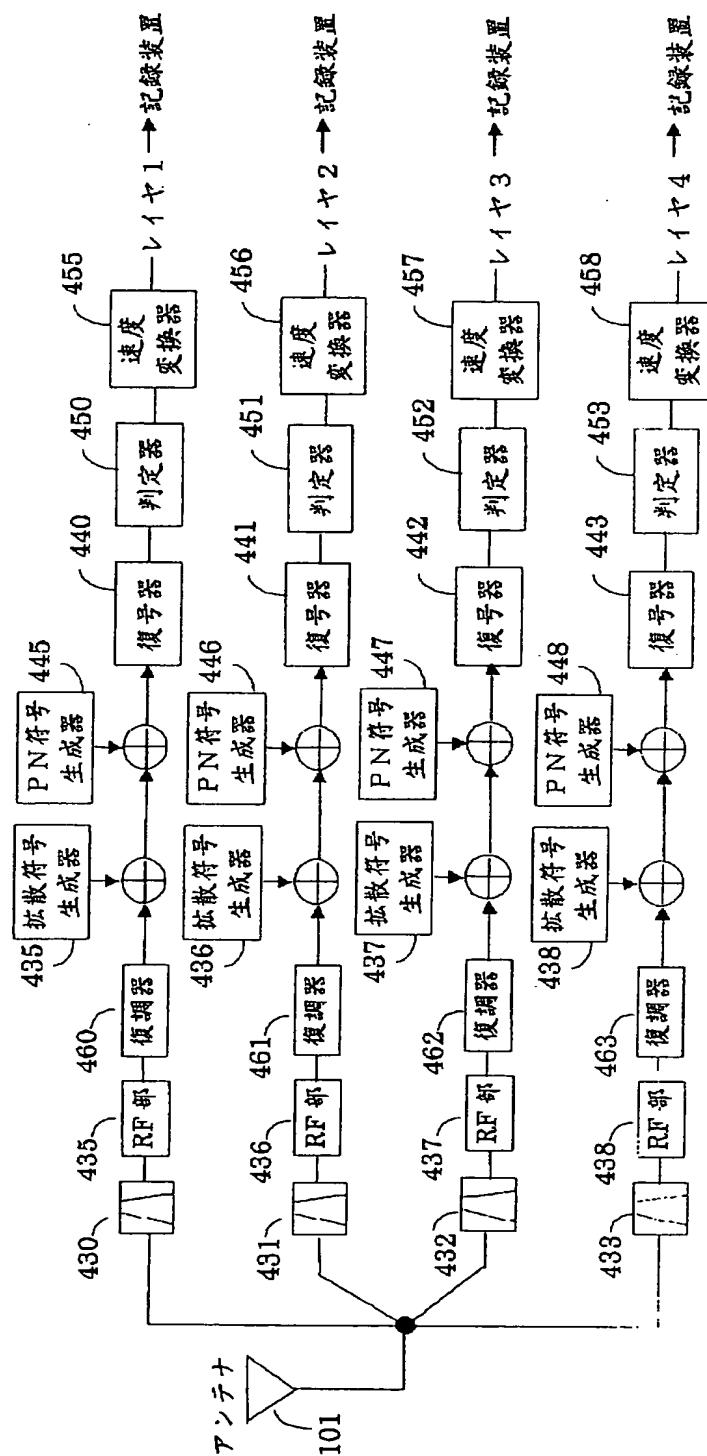 アンテナ
101
430
435
RF部
460
復調器
435
拡散符号
生成器
445
PN符号
生成器
440
復号器
450
判定器
455
速度
変換器
レイヤ1
記録装置
431
436
RF部
461
復調器
436
拡散符号
生成器
446
PN符号
生成器
441
復号器
451
判定器
456
速度
変換器
レイヤ2
記録装置
432
437
RF部
462
復調器
437
拡散符号
生成器
447
PN符号
生成器
442
復号器
452
判定器
457
速度
変換器
レイヤ3
記録装置
433
438
RF部
463
復調器
438
拡散符号
生成器
448
PN符号
生成器
443
復号器
453
判定器
458
速度
変換器
レイヤ4
記録装置